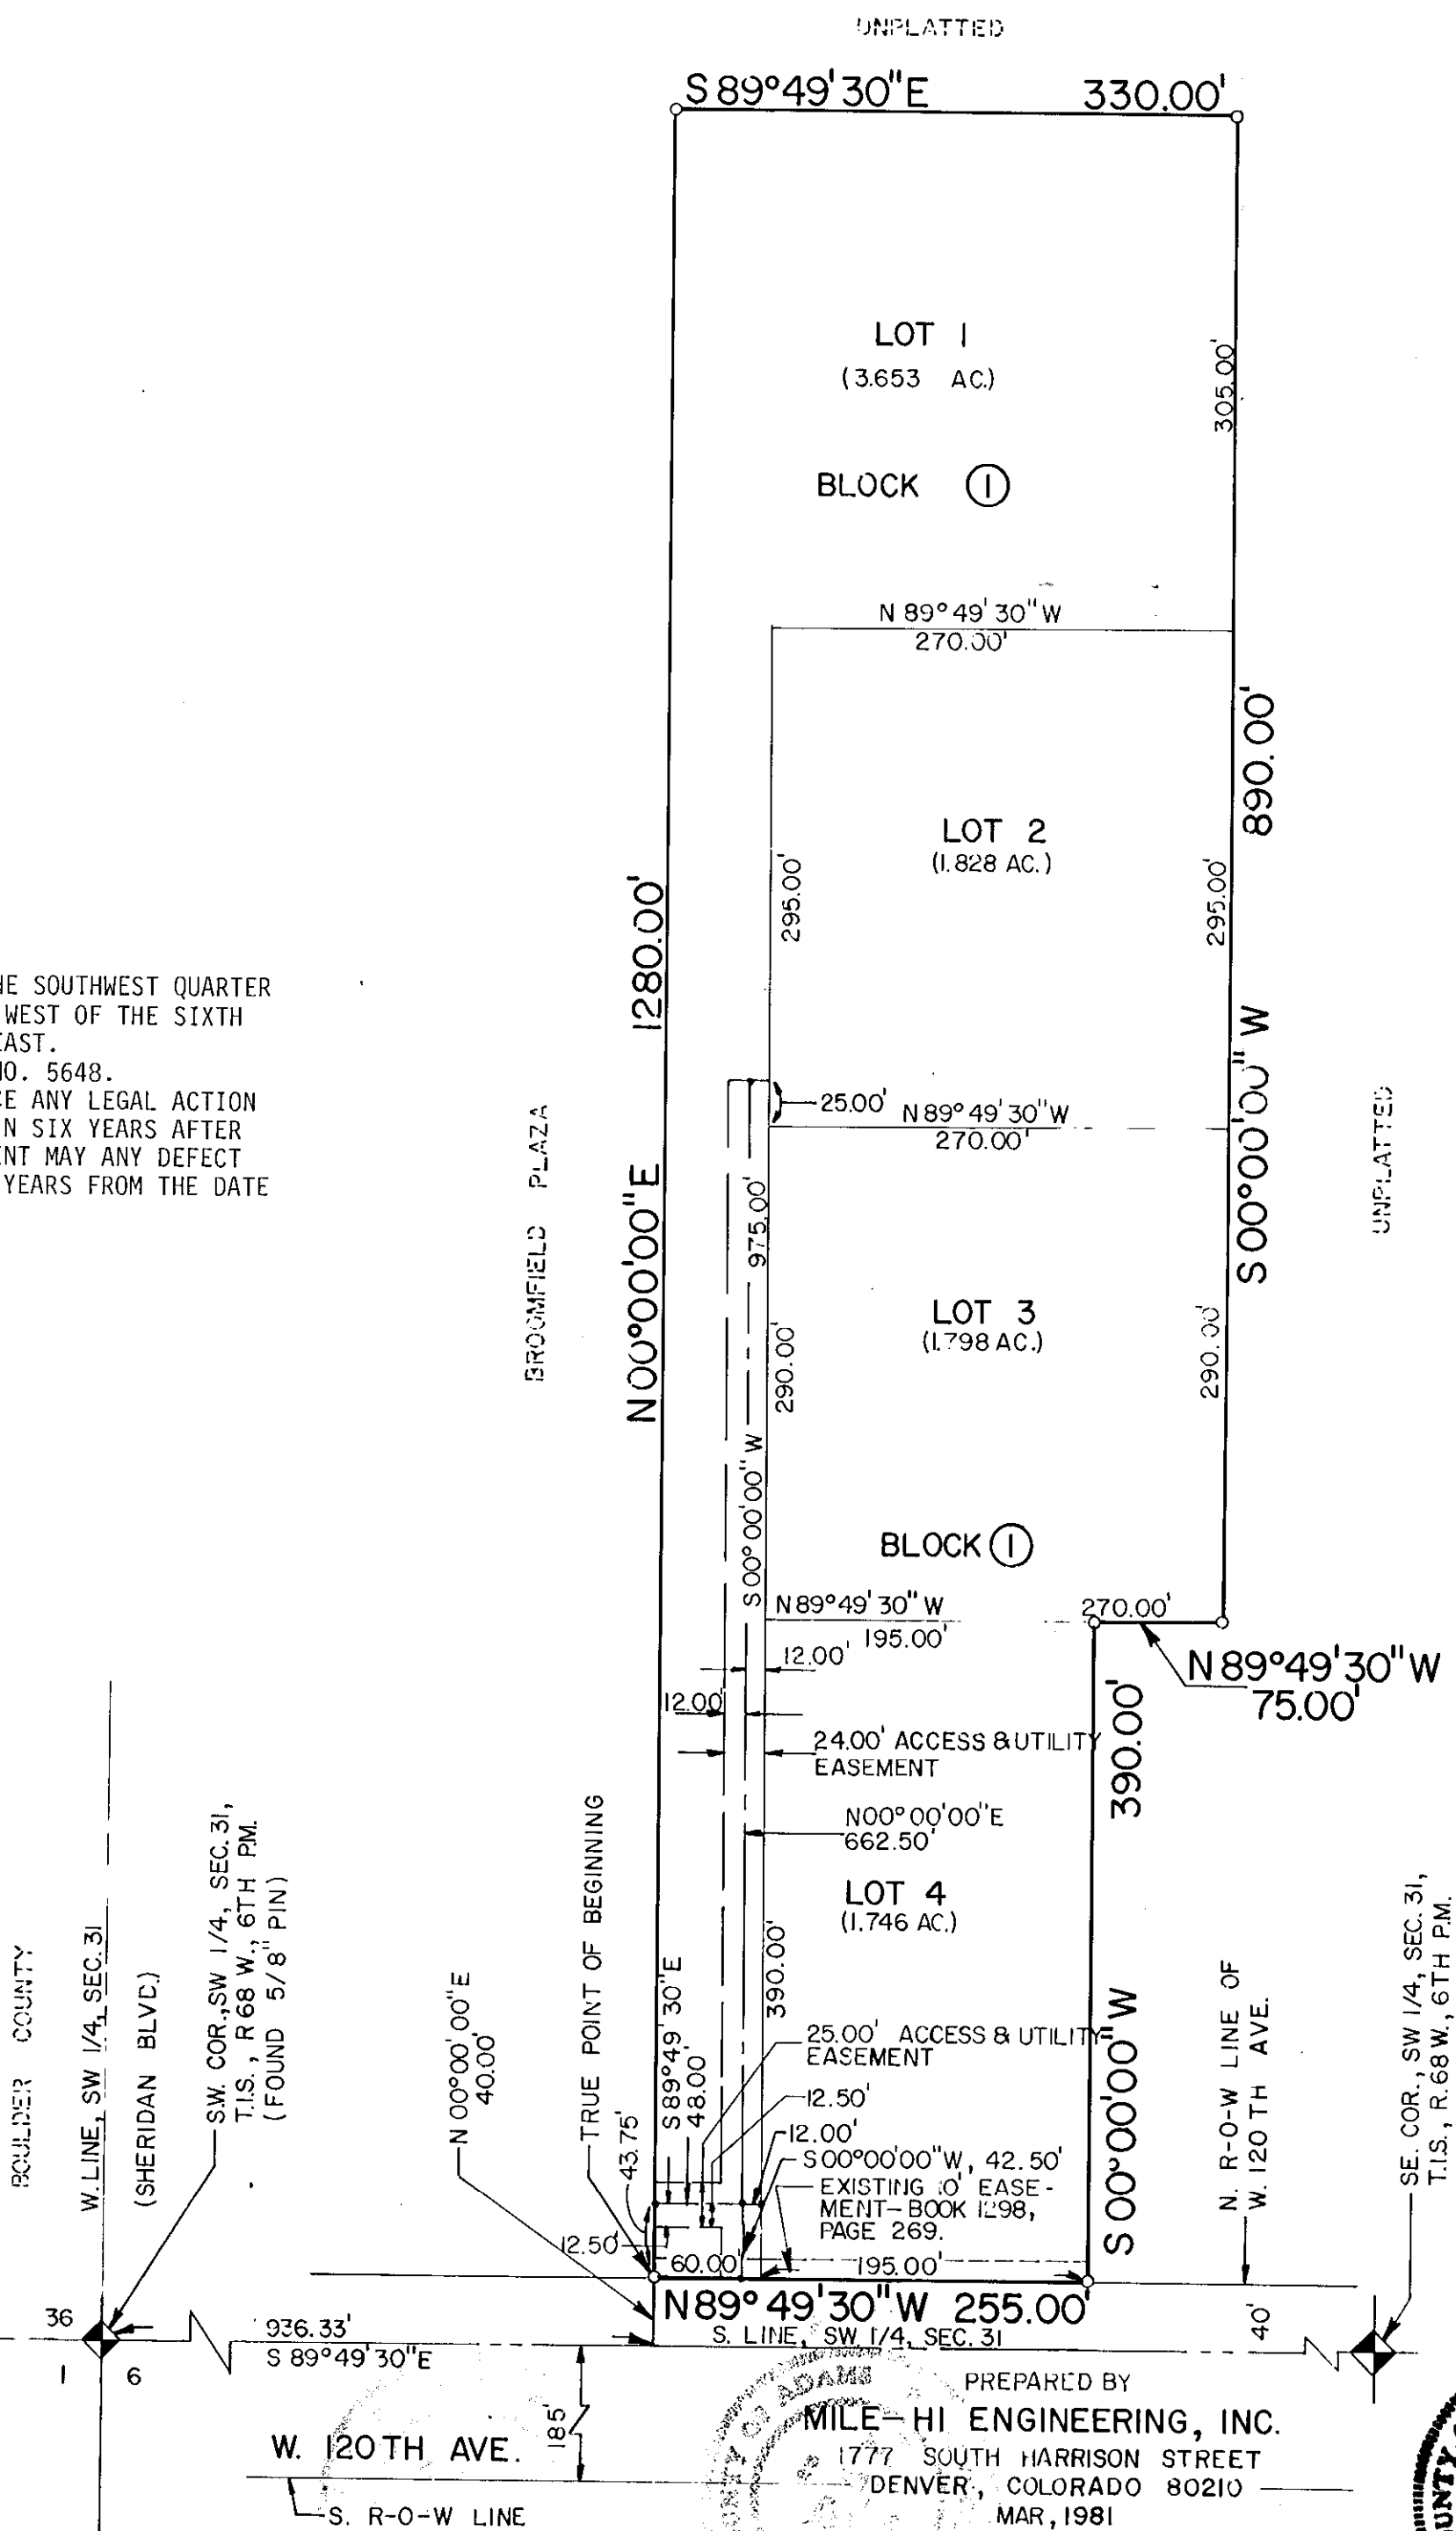 UNPLATTED
S 89°49'30"E 330.00'
LOT 1
(3.653 AC.)
305.00'
BLOCK 1
N 89°49'30"W
270.00'
890.00'
S 00°00'00" W
LOT 2
(1.828 AC.)
295.00'
295.00'
1280.00'
N 00°00'00"E
HE SOUTHWEST QUARTER
WEST OF THE SIXTH
EAST.
NO. 5648.
CE ANY LEGAL ACTION
N SIX YEARS AFTER
ENT MAY ANY DEFECT
YEARS FROM THE DATE
BROOMFIELD PLAZA
25.00'
N 89°49'30"W
270.00'
UNPLATTED
975.00'
S 00°00'00" W
LOT 3
(1.798 AC.)
290.00'
290.00'
BLOCK 1
N 89°49'30" W
195.00'
270.00'
N 89°49'30"W
75.00'
12.00'
12.00'
24.00' ACCESS & UTILITY
EASEMENT
390.00'
S 00°00'00" W
N00°00'00"E
662.50'
LOT 4
(1.746 AC.)
390.00'
BOULDER COUNTY
W. LINE, SW 1/4, SEC. 31
(SHERIDAN BLVD.)
S.W. COR., SW 1/4, SEC. 31,
T.1S., R 68 W., 6TH P.M.
(FOUND 5/8" PIN)
N 00°00'00"E
40.00'
TRUE POINT OF BEGINNING
43.75'
S 89°49'30"E
48.00'
25.00' ACCESS & UTILITY
EASEMENT
12.50'
12.00'
S 00°00'00"W, 42.50'
EXISTING 10' EASE-
MENT-BOOK 1298,
PAGE 269.
12.50'
60.00'
195.00'
N. R-O-W LINE OF
W. 120TH AVE.
SE. COR., SW 1/4, SEC. 31,
T.1S., R.68W., 6TH P.M.
N89°49'30"W 255.00'
S. LINE, SW 1/4, SEC. 31
40'
36
1 6
936.33'
S 89°49'30"E
185'
W. 120TH AVE.
S. R-O-W LINE
PREPARED BY
MILE-HI ENGINEERING, INC.
1777 SOUTH HARRISON STREET
DENVER, COLORADO 80210
MAR, 1981
COUNTY OF ADAMS
OUNTY